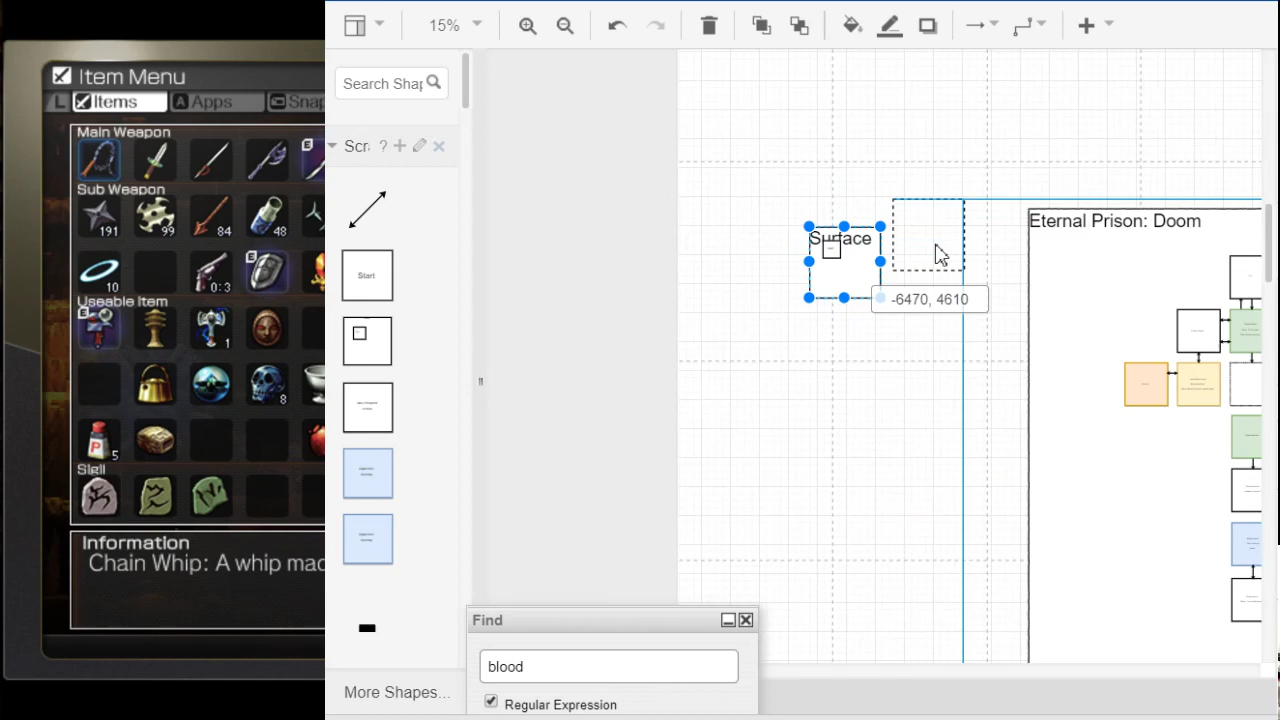 Item Menu
L Items A Apps Snap
E
Main Weapon
Sub Weapon
191 99 84 48
E
10 0:3
Useable Item
E
1
8
P
5
Sigil
Information
Chain Whip: A whip mad
15%
Search Shap
Scra ? + 
Start
More Shapes...
Surface
-6470, 4610
Eternal Prison: Doom
Find
blood
Regular Expression